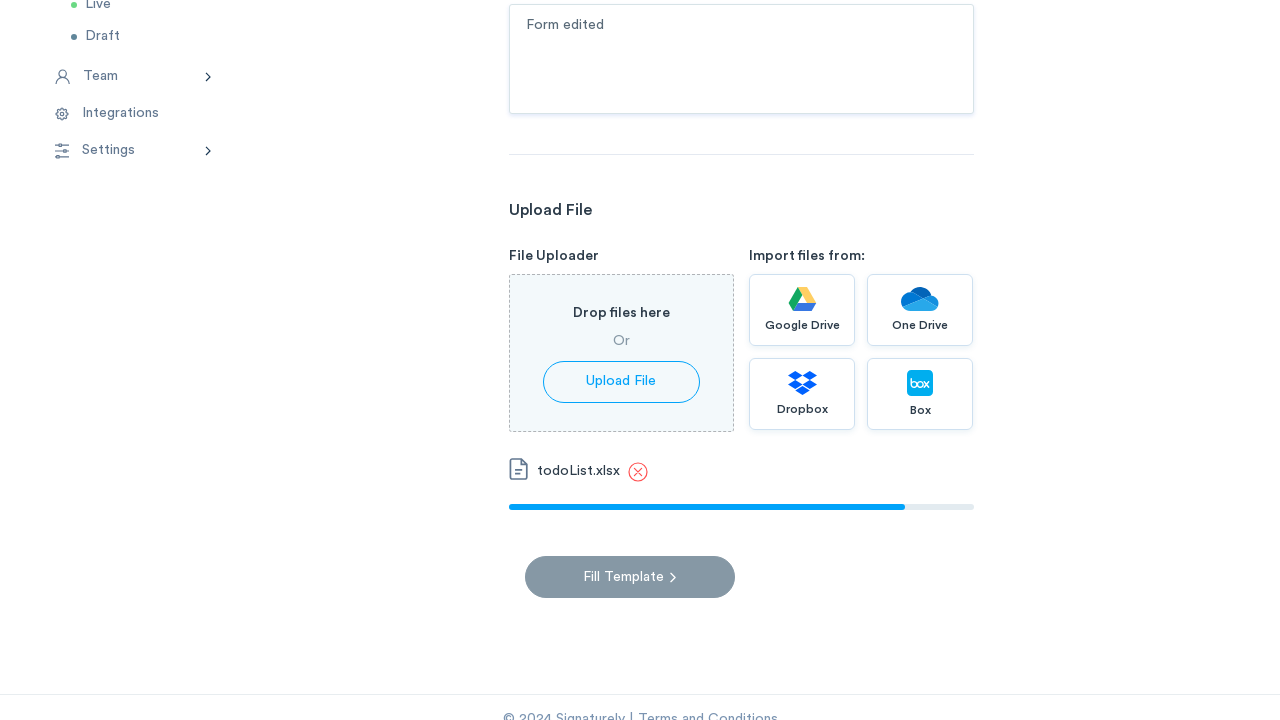 Live
Draft
Team
Integrations
Settings
Form edited
Upload File
File Uploader
Drop files here
Or
Upload File
Import files from:
Google Drive
One Drive
Dropbox
box
Box
todoList.xlsx
Fill Template
© 2024 Signaturely | Terms and Conditions